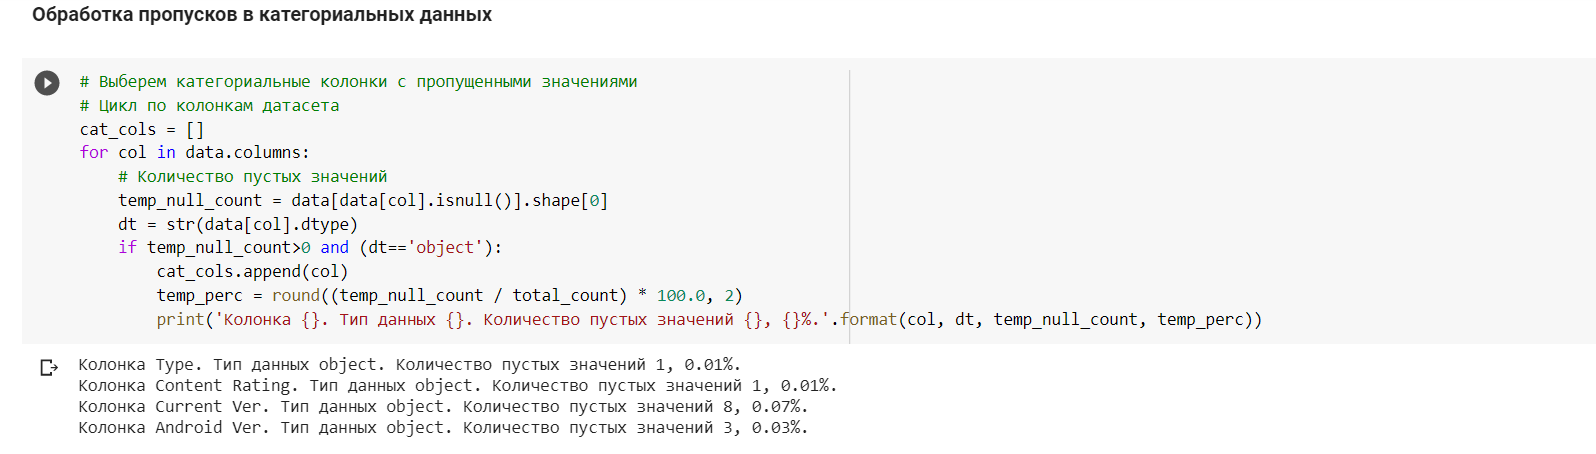 Обработка пропусков в категориальных данных
# Выберем категориальные колонки с пропущенными значениями
# Цикл по колонкам датасета
cat_cols = []
for col in data.columns:
    # Количество пустых значений
    temp_null_count = data[data[col].isnull()].shape[0]
    dt = str(data[col].dtype)
    if temp_null_count>0 and (dt=='object'):
        cat_cols.append(col)
        temp_perc = round((temp_null_count / total_count) * 100.0, 2)
        print('Колонка {}. Тип данных {}. Количество пустых значений {}, {}%.'.format(col, dt, temp_null_count, temp_perc))
Колонка Type. Тип данных object. Количество пустых значений 1, 0.01%.
Колонка Content Rating. Тип данных object. Количество пустых значений 1, 0.01%.
Колонка Current Ver. Тип данных object. Количество пустых значений 8, 0.07%.
Колонка Android Ver. Тип данных object. Количество пустых значений 3, 0.03%.